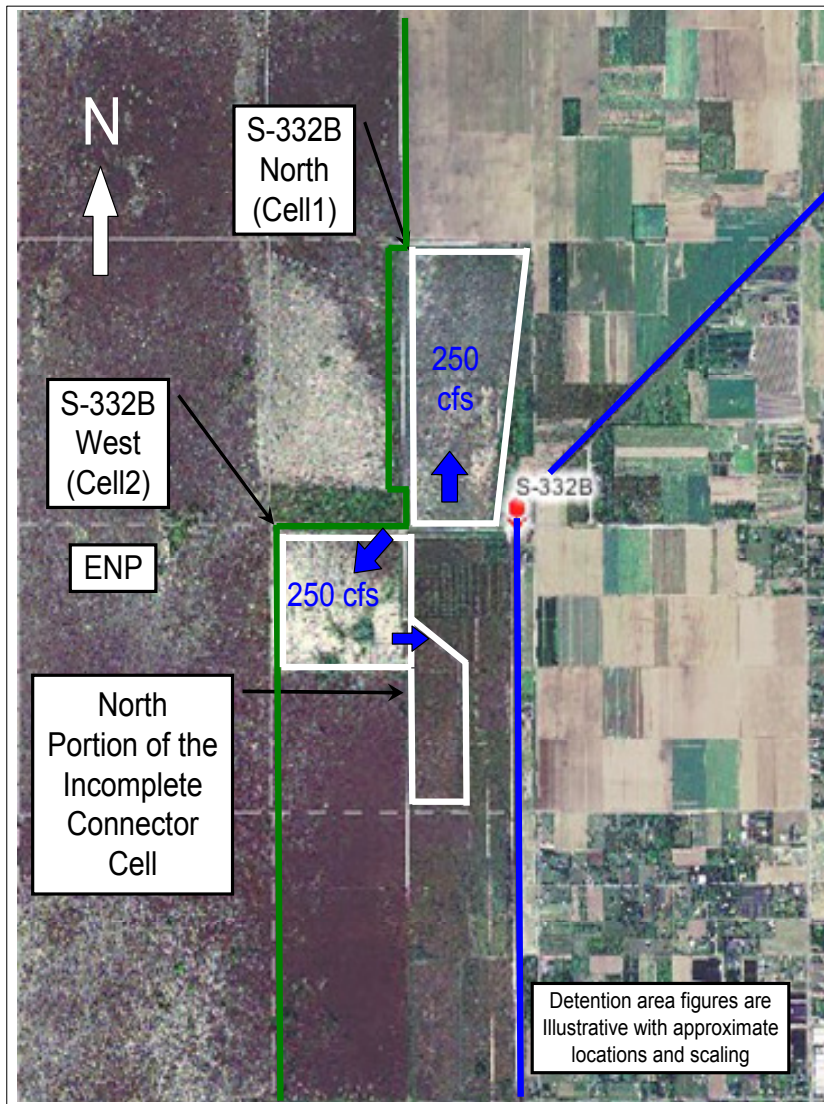 N
S-332B
North
(Cell1)
250
cfs
S-332B
West
(Cell2)
S-332B
ENP
250 cfs
North
Portion of the
Incomplete
Connector
Cell
Detention area figures are
Illustrative with approximate
locations and scaling